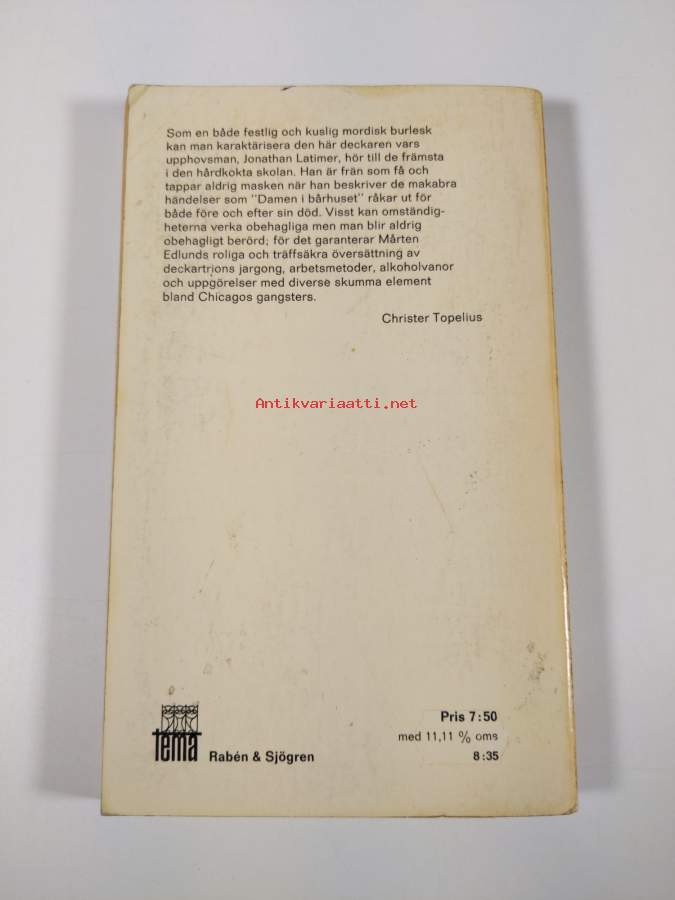 Som en både festlig och kuslig mordisk burlesk
kan man karaktärisera den här deckaren vars
upphovsman, Jonathan Latimer, hör till de främsta
i den hårdkokta skolan. Han är frän som få och
tappar aldrig masken när han beskriver de makabra
händelser som "Damen i bårhuset" råkar ut för
både före och efter sin död. Visst kan omständig-
heterna verka obehagliga men man blir aldrig
obehagligt berörd; för det garanterar Mårten
Edlunds roliga och träffsäkra översättning av
deckartrions jargong, arbetsmetoder, alkoholvanor
och uppgörelser med diverse skumma element
bland Chicagos gangsters.
Christer Topelius
Antikvariaatti.net
Pris 7:50
med 11,11 % oms
8:35
tema
Rabén & Sjögren